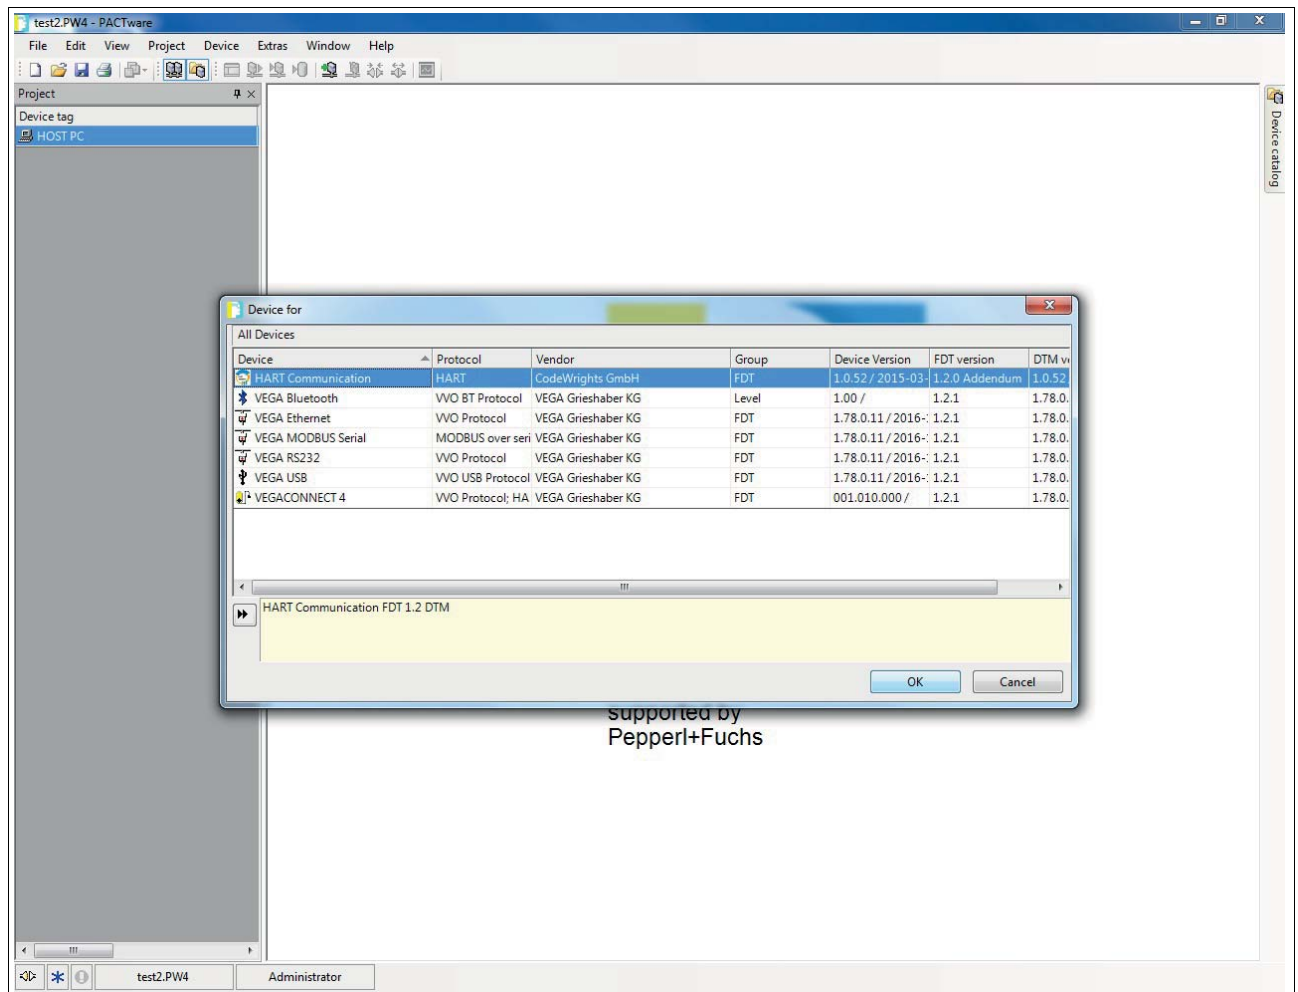 test2.PW4 - PACTware
File Edit View Project Device Extras Window Help
Project
Device tag
HOST PC
Device catalog
Device for
All Devices
Device Protocol Vendor Group Device Version FDT version DTM v
HART Communication HART CodeWrights GmbH FDT 1.0.52 / 2015-03- 1.2.0 Addendum 1.0.52
VEGA Bluetooth VVO BT Protocol VEGA Grieshaber KG Level 1.00 / 1.2.1 1.78.0.
VEGA Ethernet VVO Protocol VEGA Grieshaber KG FDT 1.78.0.11 / 2016- 1.2.1 1.78.0.
VEGA MODBUS Serial MODBUS over seri VEGA Grieshaber KG FDT 1.78.0.11 / 2016- 1.2.1 1.78.0.
VEGA RS232 VVO Protocol VEGA Grieshaber KG FDT 1.78.0.11 / 2016- 1.2.1 1.78.0.
VEGA USB VVO USB Protocol VEGA Grieshaber KG FDT 1.78.0.11 / 2016- 1.2.1 1.78.0.
VEGACONNECT 4 VVO Protocol; HA VEGA Grieshaber KG FDT 001.010.000 / 1.2.1 1.78.0.
HART Communication FDT 1.2 DTM
OK Cancel
supported by
Pepperl+Fuchs
test2.PW4 Administrator